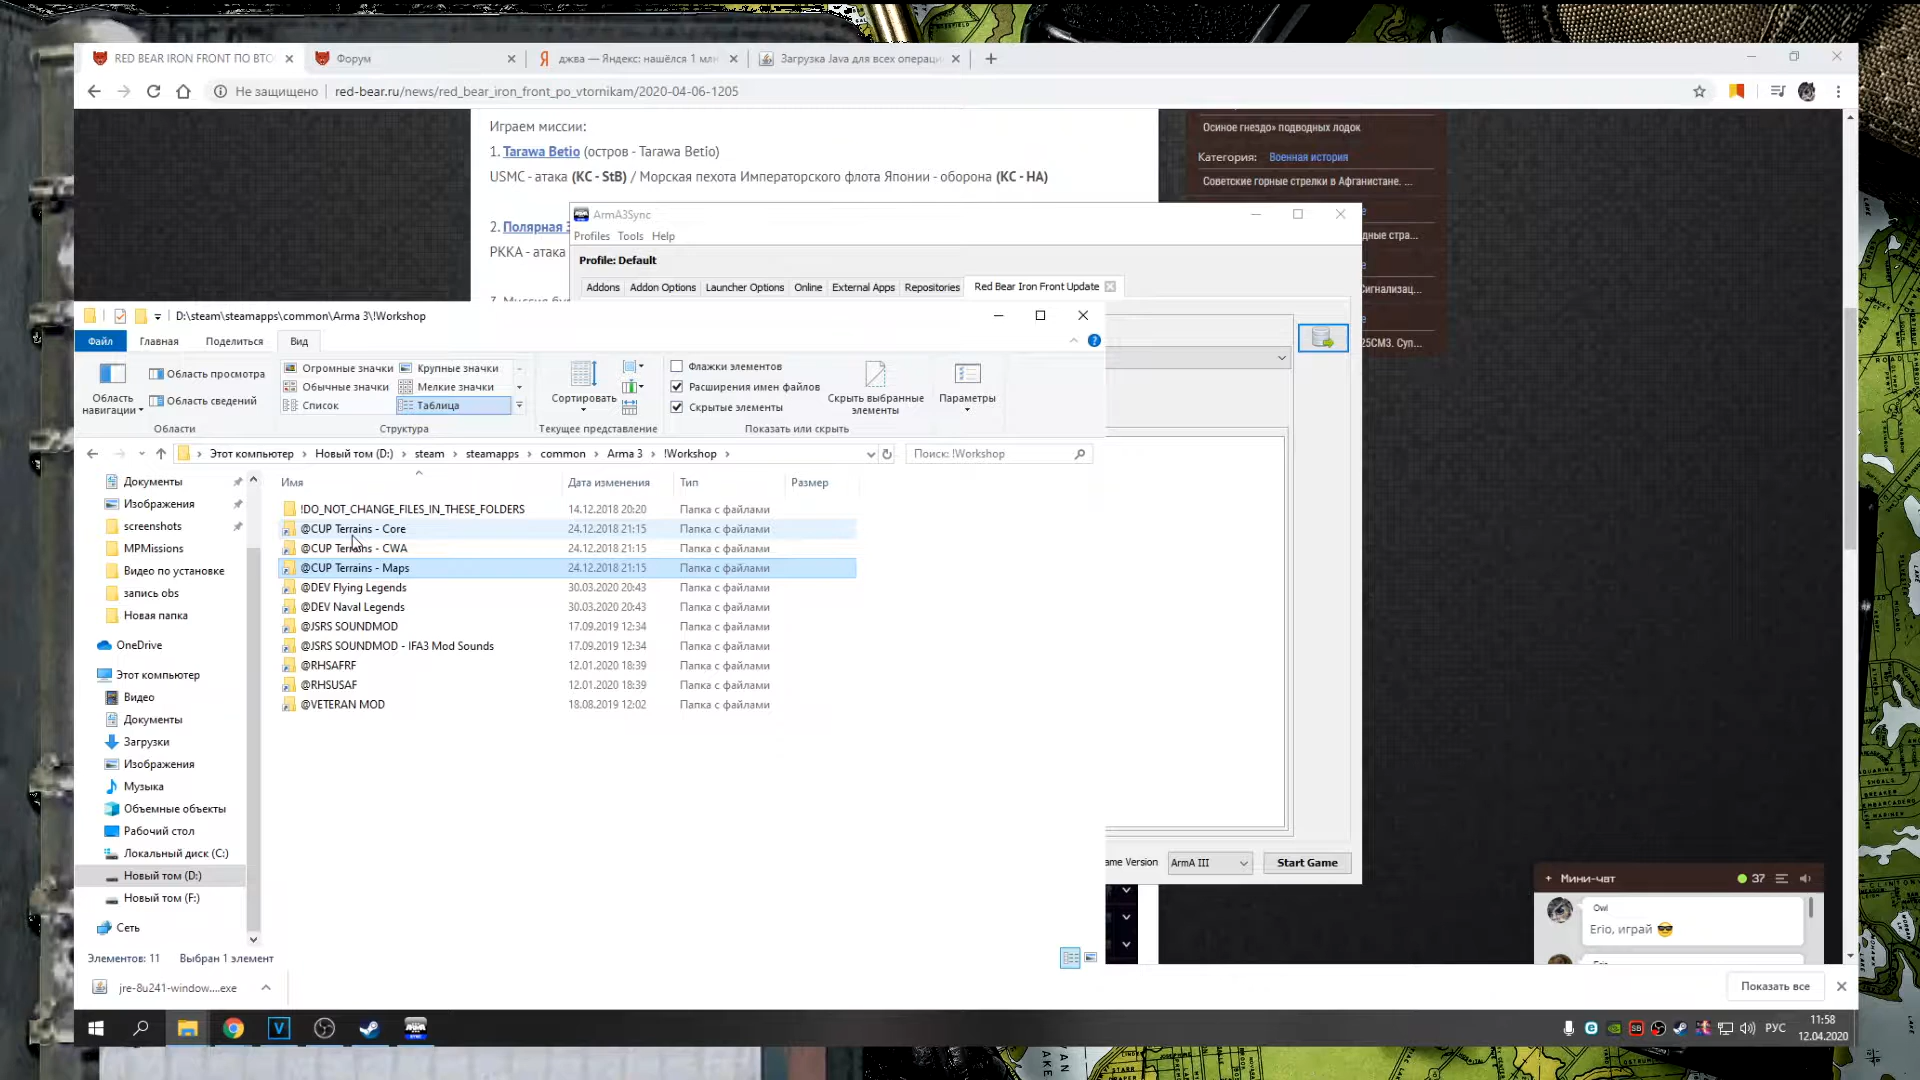 RED BEAR IRON FRONT ПО ВТО
Форум
джва — Яндекс: нашёлся 1 млн
Загрузка Java для всех операци
Не защищено
red-bear.ru/news/red_bear_iron_front_po_vtornikam/2020-04-06-1205
Играем миссии:
1. Tarawa Betio (остров - Tarawa Betio)
USMC - атака (КС - StB) / Морская пехота Императорского флота Японии - оборона (КС - НА)
2. Полярная
РККА - атака
Осиное гнездо» подводных лодок
Категория: Военная история
Советские горные стрелки в Афганистане. ...
дные стра...
Сигнализац...
25СМ3. Суп...
ArmA3Sync
Profiles Tools Help
Profile: Default
Addons
Addon Options
Launcher Options
Online
External Apps
Repositories
Red Bear Iron Front Update
D:\steam\steamapps\common\Arma 3\!Workshop
Файл
Главная
Поделиться
Вид
Область навигации
Область просмотра
Область сведений
Области
Огромные значки
Крупные значки
Обычные значки
Мелкие значки
Список
Таблица
Структура
Сортировать
Текущее представление
Флажки элементов
Расширения имен файлов
Скрытые элементы
Скрыть выбранные элементы
Показать или скрыть
Параметры
Этот компьютер
Новый том (D:)
steam
steamapps
common
Arma 3
!Workshop
Поиск: !Workshop
Имя
Дата изменения
Тип
Размер
!DO_NOT_CHANGE_FILES_IN_THESE_FOLDERS 14.12.2018 20:20 Папка с файлами
@CUP Terrains - Core 24.12.2018 21:15 Папка с файлами
@CUP Terrains - CWA 24.12.2018 21:15 Папка с файлами
@CUP Terrains - Maps 24.12.2018 21:15 Папка с файлами
@DEV Flying Legends 30.03.2020 20:43 Папка с файлами
@DEV Naval Legends 30.03.2020 20:43 Папка с файлами
@JSRS SOUNDMOD 17.09.2019 12:34 Папка с файлами
@JSRS SOUNDMOD - IFA3 Mod Sounds 17.09.2019 12:34 Папка с файлами
@RHSAFRF 12.01.2020 18:39 Папка с файлами
@RHSUSAF 12.01.2020 18:39 Папка с файлами
@VETERAN MOD 18.08.2019 12:02 Папка с файлами
Документы
Изображения
screenshots
MPMissions
Видео по установке
запись obs
Новая папка
OneDrive
Этот компьютер
Видео
Документы
Загрузки
Изображения
Музыка
Объемные объекты
Рабочий стол
Локальный диск (C:)
Новый том (D:)
Новый том (F:)
Сеть
Элементов: 11
Выбран 1 элемент
ame Version
ArmA III
Start Game
Мини-чат
37
Owl
Erio, играй
jre-8u241-window....exe
Показать все
РУС
11:58
12.04.2020